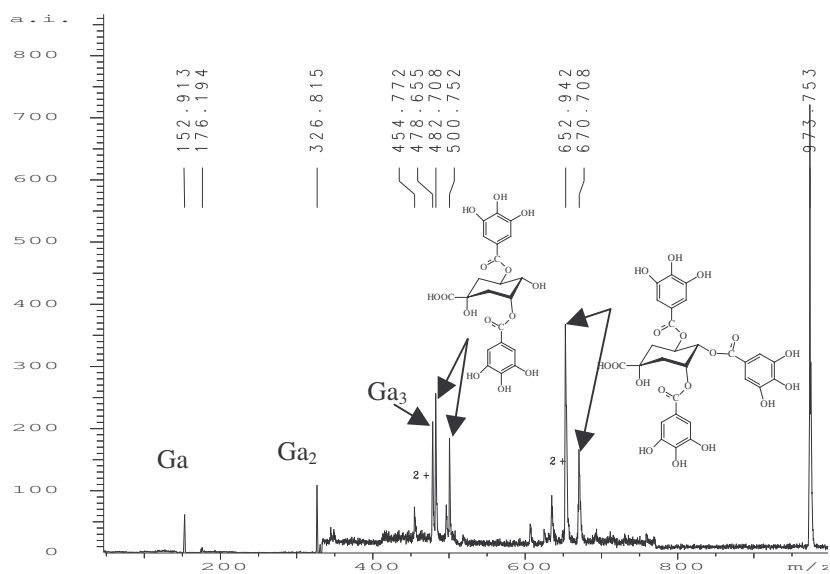 a.i.
800
700
600
500
400
300
200
100
0
152.913
176.194
326.815
454.772
478.655
482.708
500.752
652.942
670.708
973.753
OH
HO OH
C
O O
HOOC OH
OH O
O C
HO OH
OH
OH
HO OH
C
O O
O C
O
HOOC
OH O
O C
OH
OH
OH
HO OH
OH
Ga
Ga2
Ga3
2+
2+
200 400 600 800 m/z